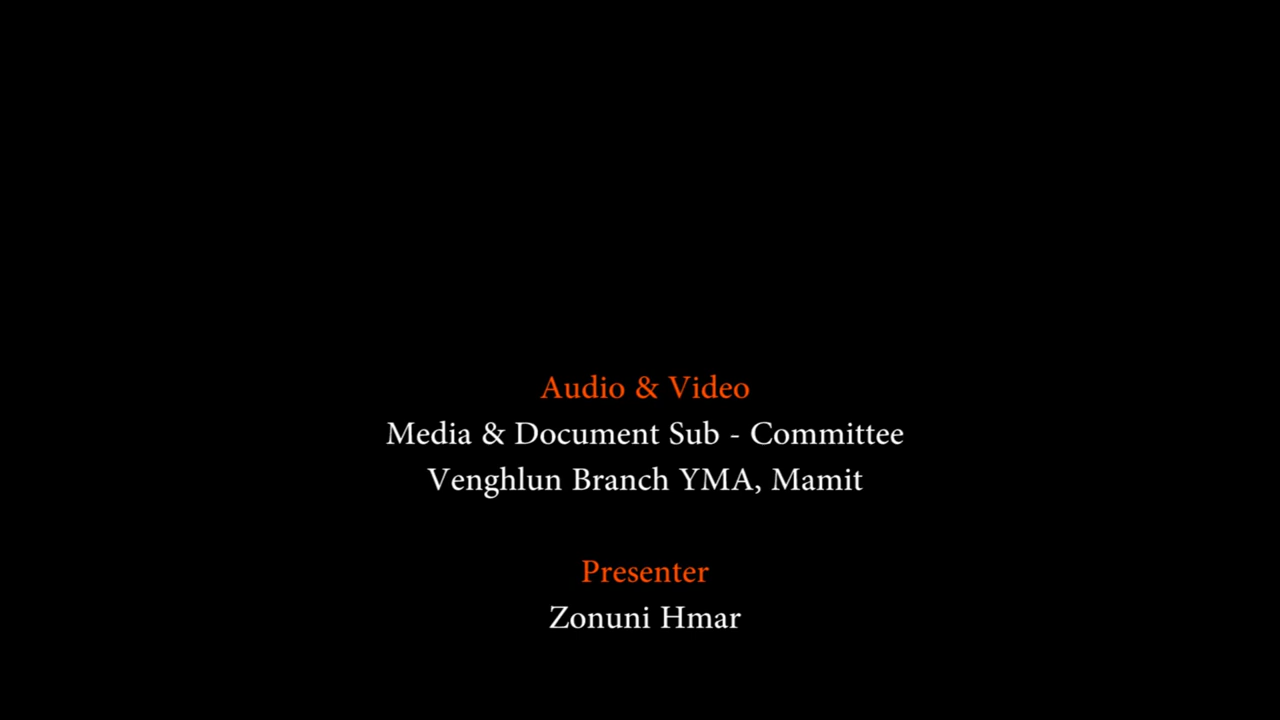 Audio & Video
Media & Document Sub - Committee
Venghlun Branch YMA, Mamit
Presenter
Zonuni Hmar